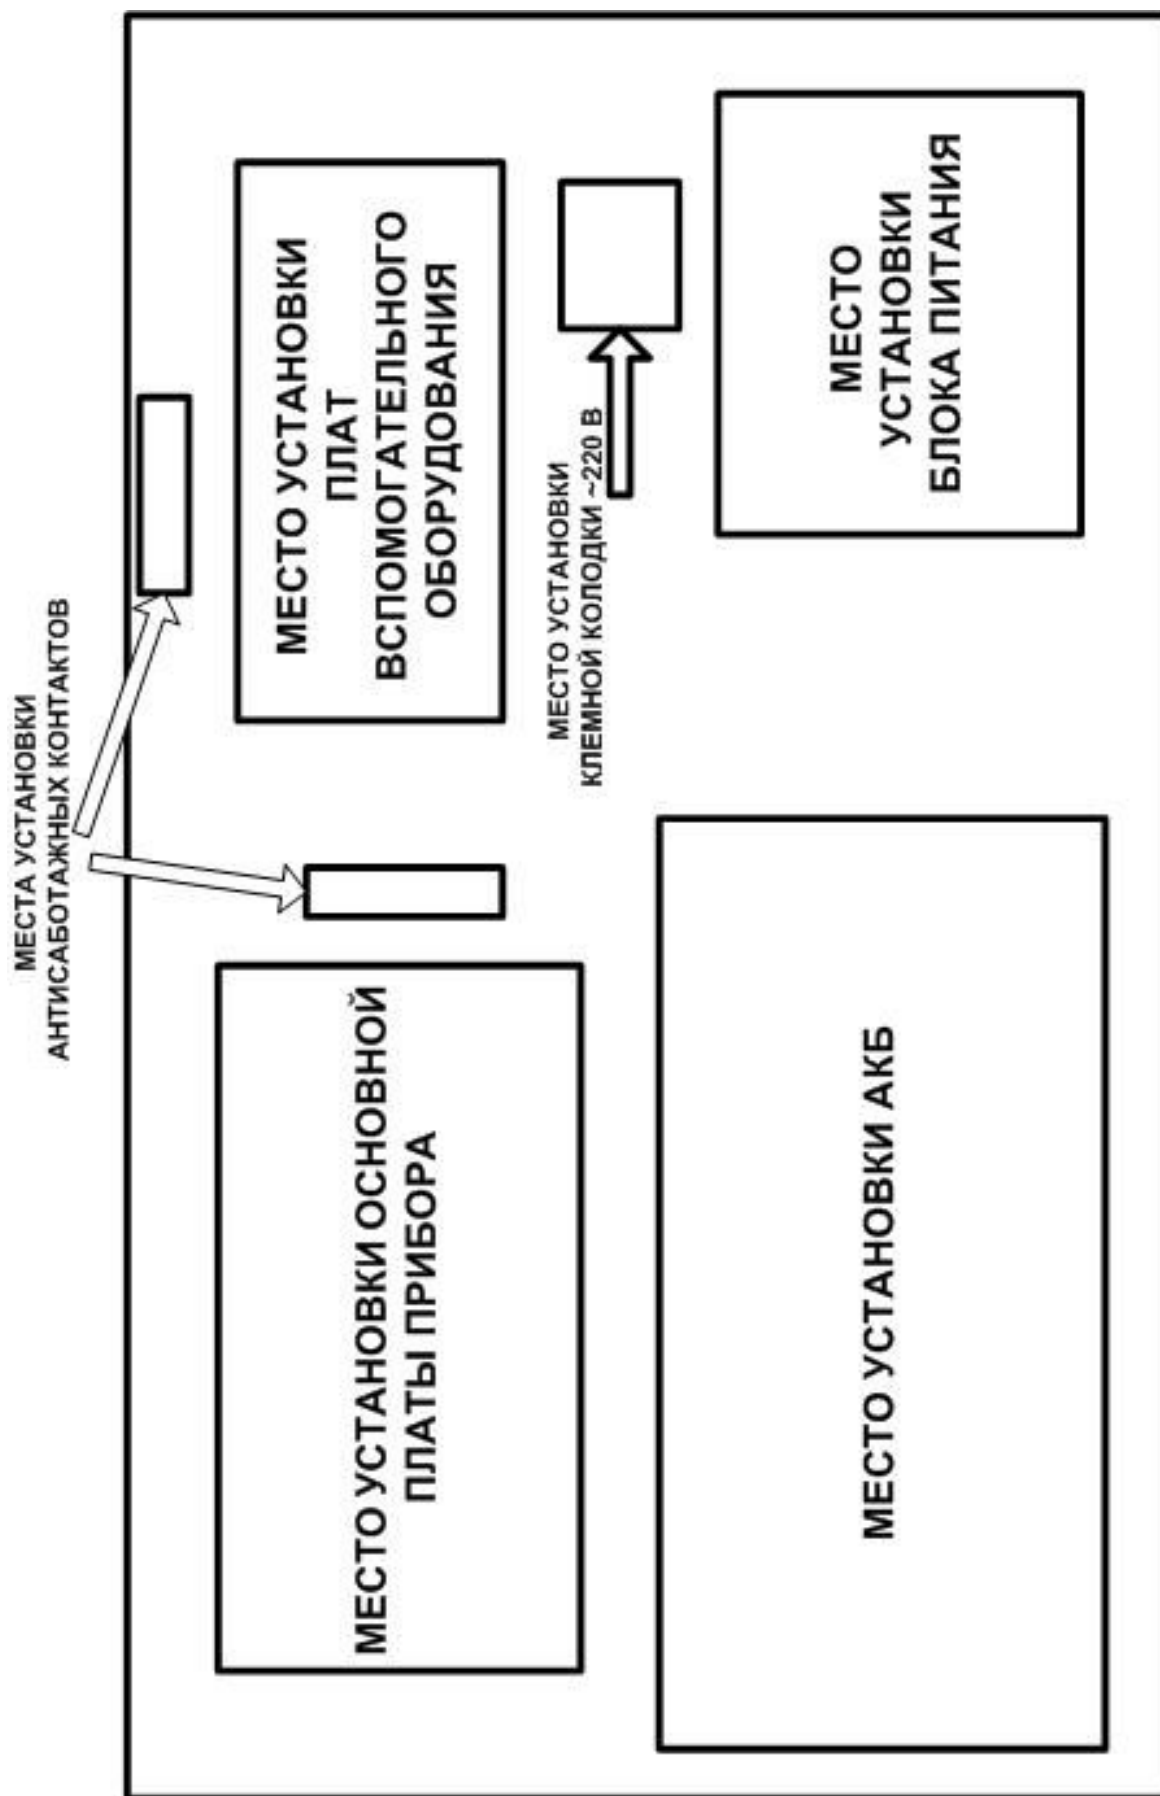 МЕСТА УСТАНОВКИ
АНТИСАБОТАЖНЫХ КОНТАКТОВ
МЕСТО УСТАНОВКИ ОСНОВНОЙ
ПЛАТЫ ПРИБОРА
МЕСТО УСТАНОВКИ
ПЛАТ
ВСПОМОГАТЕЛЬНОГО
ОБОРУДОВАНИЯ
МЕСТО УСТАНОВКИ
КЛЕМНОЙ КОЛОДКИ ~220 В
МЕСТО УСТАНОВКИ АКБ
МЕСТО
УСТАНОВКИ
БЛОКА ПИТАНИЯ